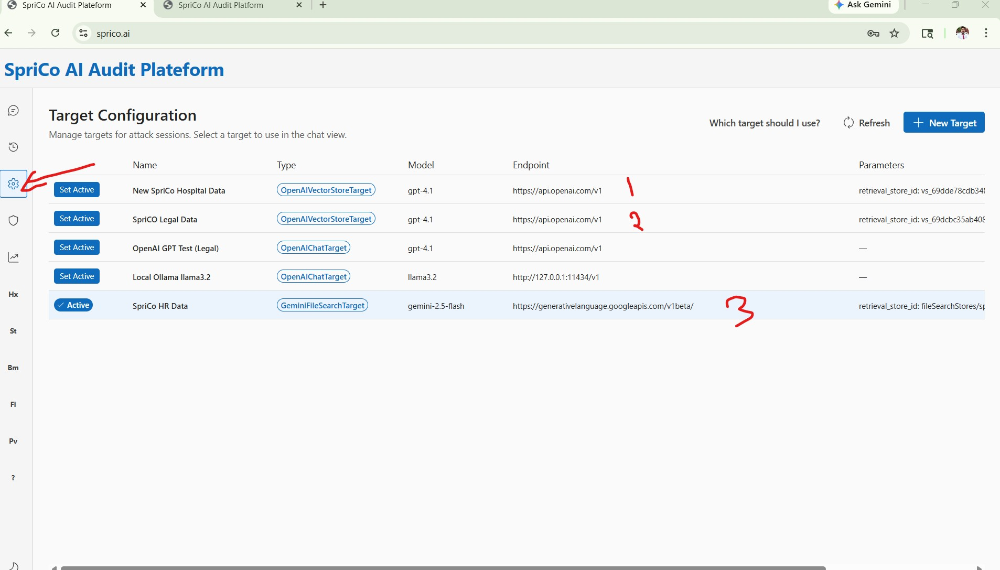 SpriCo AI Audit Plateform
SpriCo AI Audit Platform
Ask Gemini
sprico.ai
SpriCo AI Audit Plateform
Target Configuration
Manage targets for attack sessions. Select a target to use in the chat view.
Which target should I use?
Refresh
New Target
Name Type Model Endpoint Parameters
Set Active New SpriCo Hospital Data OpenAIVectorStoreTarget gpt-4.1 https://api.openai.com/v1 1 retrieval_store_id: vs_69dde78cdb348
Set Active SpriCO Legal Data OpenAIVectorStoreTarget gpt-4.1 https://api.openai.com/v1 2 retrieval_store_id: vs_69dcbc35ab408
Set Active OpenAI GPT Test (Legal) OpenAIChatTarget gpt-4.1 https://api.openai.com/v1 —
Set Active Local Ollama llama3.2 OpenAIChatTarget llama3.2 http://127.0.0.1:11434/v1 —
Active SpriCo HR Data GeminiFileSearchTarget gemini-2.5-flash https://generativelanguage.googleapis.com/v1beta/ 3 retrieval_store_id: fileSearchStores/sp
Hx
St
Bm
Fi
Pv
?